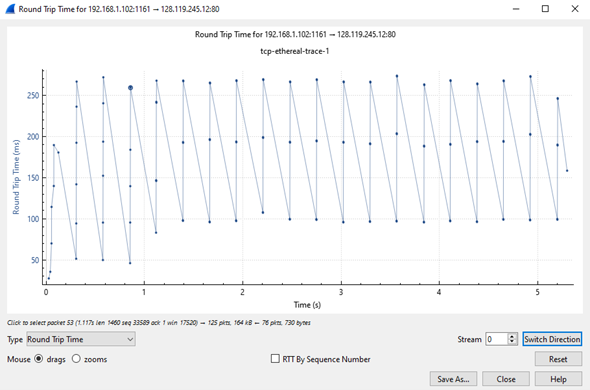 Round Trip Time for 192.168.1.102:1161 → 128.119.245.12:80
Round Trip Time for 192.168.1.102:1161 → 128.119.245.12:80
tcp-ethereal-trace-1
Round Trip Time (ms)
250
200
150
100
50
0 1 2 3 4 5
Time (s)
Click to select packet 53 (1.117s len 1460 seq 33589 ack 1 win 17520) → 125 pkts, 164 kB ← 76 pkts, 730 bytes
Type Round Trip Time Stream 0 Switch Direction
Mouse drags zooms RTT By Sequence Number Reset
Save As... Close Help